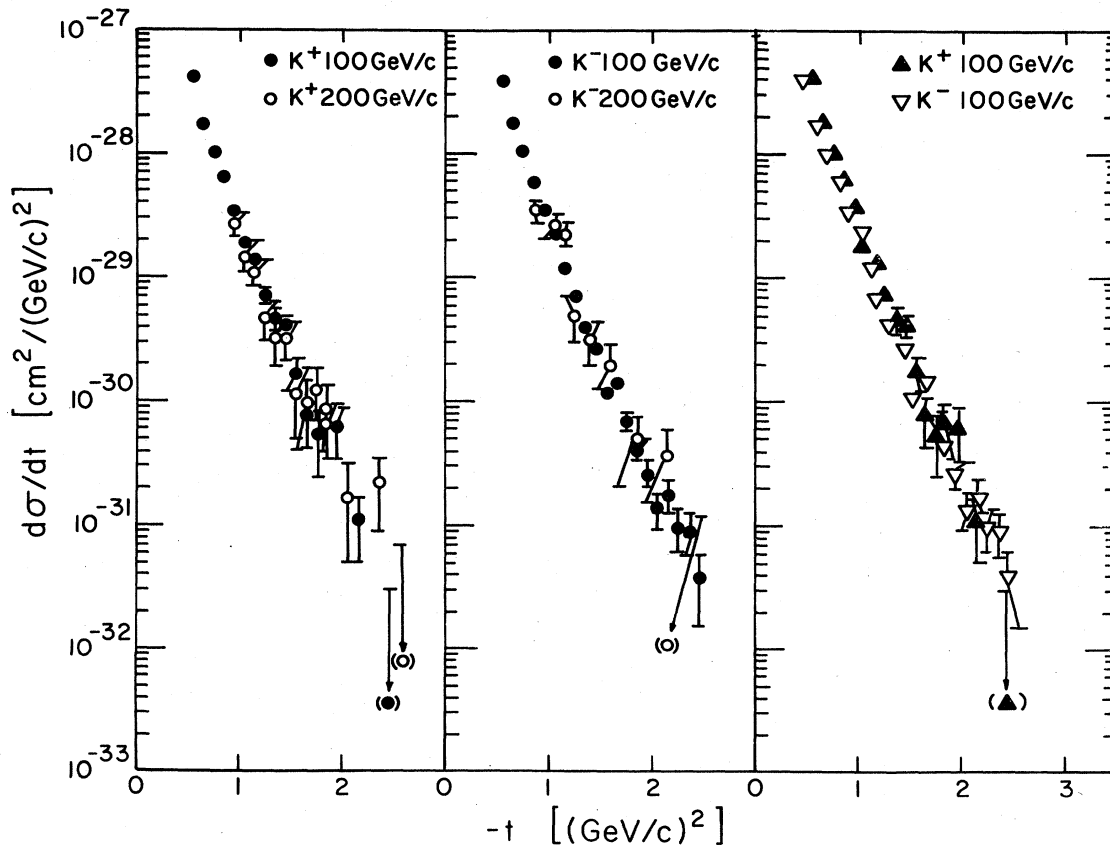 10⁻²⁷
10⁻²⁸
10⁻²⁹
10⁻³⁰
10⁻³¹
10⁻³²
10⁻³³
dσ/dt [cm²/(GeV/c)²]
● K⁺ 100 GeV/c
○ K⁺ 200 GeV/c
● K⁻ 100 GeV/c
○ K⁻ 200 GeV/c
▲ K⁺ 100 GeV/c
▽ K⁻ 100 GeV/c
0 1 2 0 1 2 0 1 2 3
-t [(GeV/c)²]